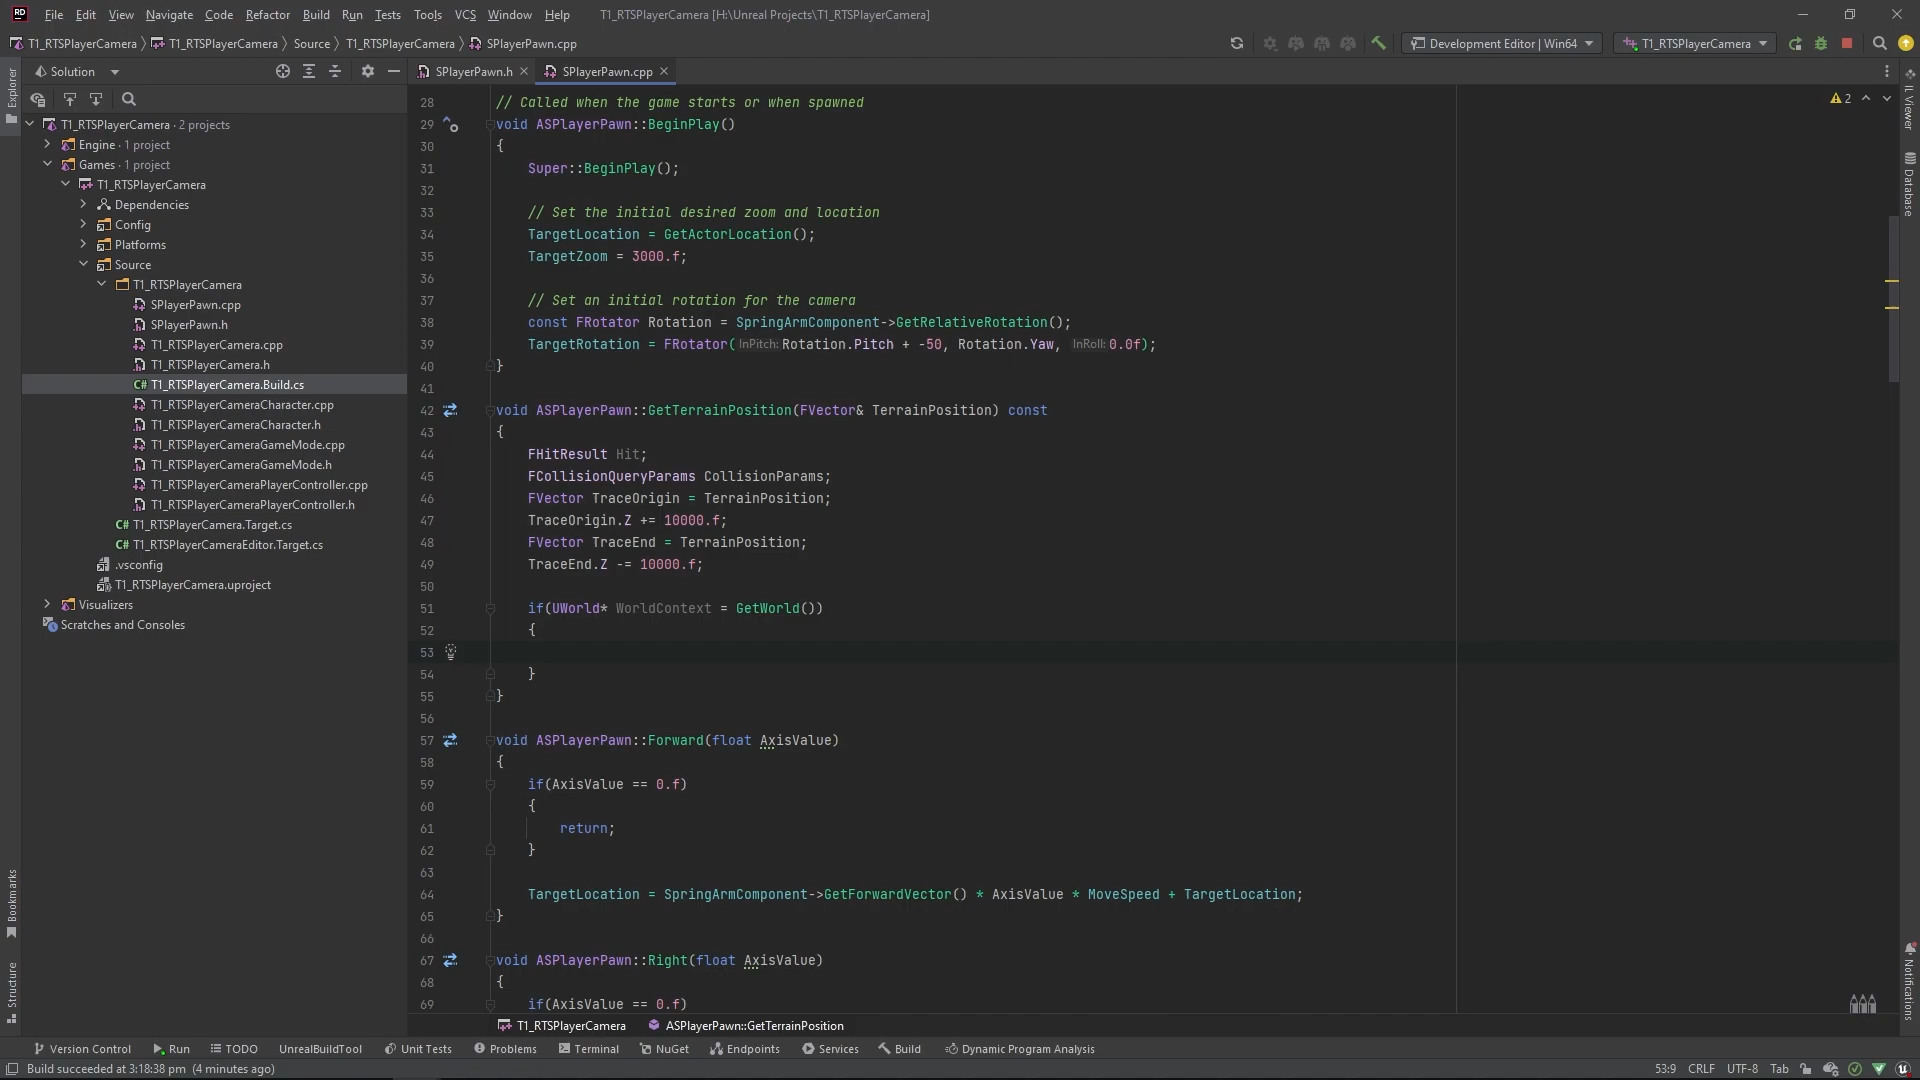 RD File Edit View Navigate Code Refactor Build Run Tests Tools VCS Window Help T1_RTSPlayerCamera [H:\Unreal Projects\T1_RTSPlayerCamera]
T1_RTSPlayerCamera T1_RTSPlayerCamera Source T1_RTSPlayerCamera SPlayerPawn.cpp Development Editor | Win64 T1_RTSPlayerCamera
Explorer
Solution
T1_RTSPlayerCamera · 2 projects
Engine · 1 project
Games · 1 project
T1_RTSPlayerCamera
Dependencies
Config
Platforms
Source
T1_RTSPlayerCamera
SPlayerPawn.cpp
SPlayerPawn.h
T1_RTSPlayerCamera.cpp
T1_RTSPlayerCamera.h
C# T1_RTSPlayerCamera.Build.cs
T1_RTSPlayerCameraCharacter.cpp
T1_RTSPlayerCameraCharacter.h
T1_RTSPlayerCameraGameMode.cpp
T1_RTSPlayerCameraGameMode.h
T1_RTSPlayerCameraPlayerController.cpp
T1_RTSPlayerCameraPlayerController.h
C# T1_RTSPlayerCamera.Target.cs
C# T1_RTSPlayerCameraEditor.Target.cs
.vsconfig
T1_RTSPlayerCamera.uproject
Visualizers
Scratches and Consoles
Bookmarks
Structure
SPlayerPawn.h SPlayerPawn.cpp
2
28 // Called when the game starts or when spawned
29 void ASPlayerPawn::BeginPlay()
30 {
31 Super::BeginPlay();
32
33 // Set the initial desired zoom and location
34 TargetLocation = GetActorLocation();
35 TargetZoom = 3000.f;
36
37 // Set an initial rotation for the camera
38 const FRotator Rotation = SpringArmComponent->GetRelativeRotation();
39 TargetRotation = FRotator( InPitch: Rotation.Pitch + -50, Rotation.Yaw, InRoll: 0.0f);
40 }
41
42 void ASPlayerPawn::GetTerrainPosition(FVector& TerrainPosition) const
43 {
44 FHitResult Hit;
45 FCollisionQueryParams CollisionParams;
46 FVector TraceOrigin = TerrainPosition;
47 TraceOrigin.Z += 10000.f;
48 FVector TraceEnd = TerrainPosition;
49 TraceEnd.Z -= 10000.f;
50
51 if(UWorld* WorldContext = GetWorld())
52 {
53
54 }
55 }
56
57 void ASPlayerPawn::Forward(float AxisValue)
58 {
59 if(AxisValue == 0.f)
60 {
61 return;
62 }
63
64 TargetLocation = SpringArmComponent->GetForwardVector() * AxisValue * MoveSpeed + TargetLocation;
65 }
66
67 void ASPlayerPawn::Right(float AxisValue)
68 {
69 if(AxisValue == 0.f)
T1_RTSPlayerCamera ASPlayerPawn::GetTerrainPosition
IL Viewer
Database
Notifications
Version Control Run TODO UnrealBuildTool Unit Tests Problems Terminal NuGet Endpoints Services Build Dynamic Program Analysis
Build succeeded at 3:18:38 pm (4 minutes ago) 53:9 CRLF UTF-8 Tab